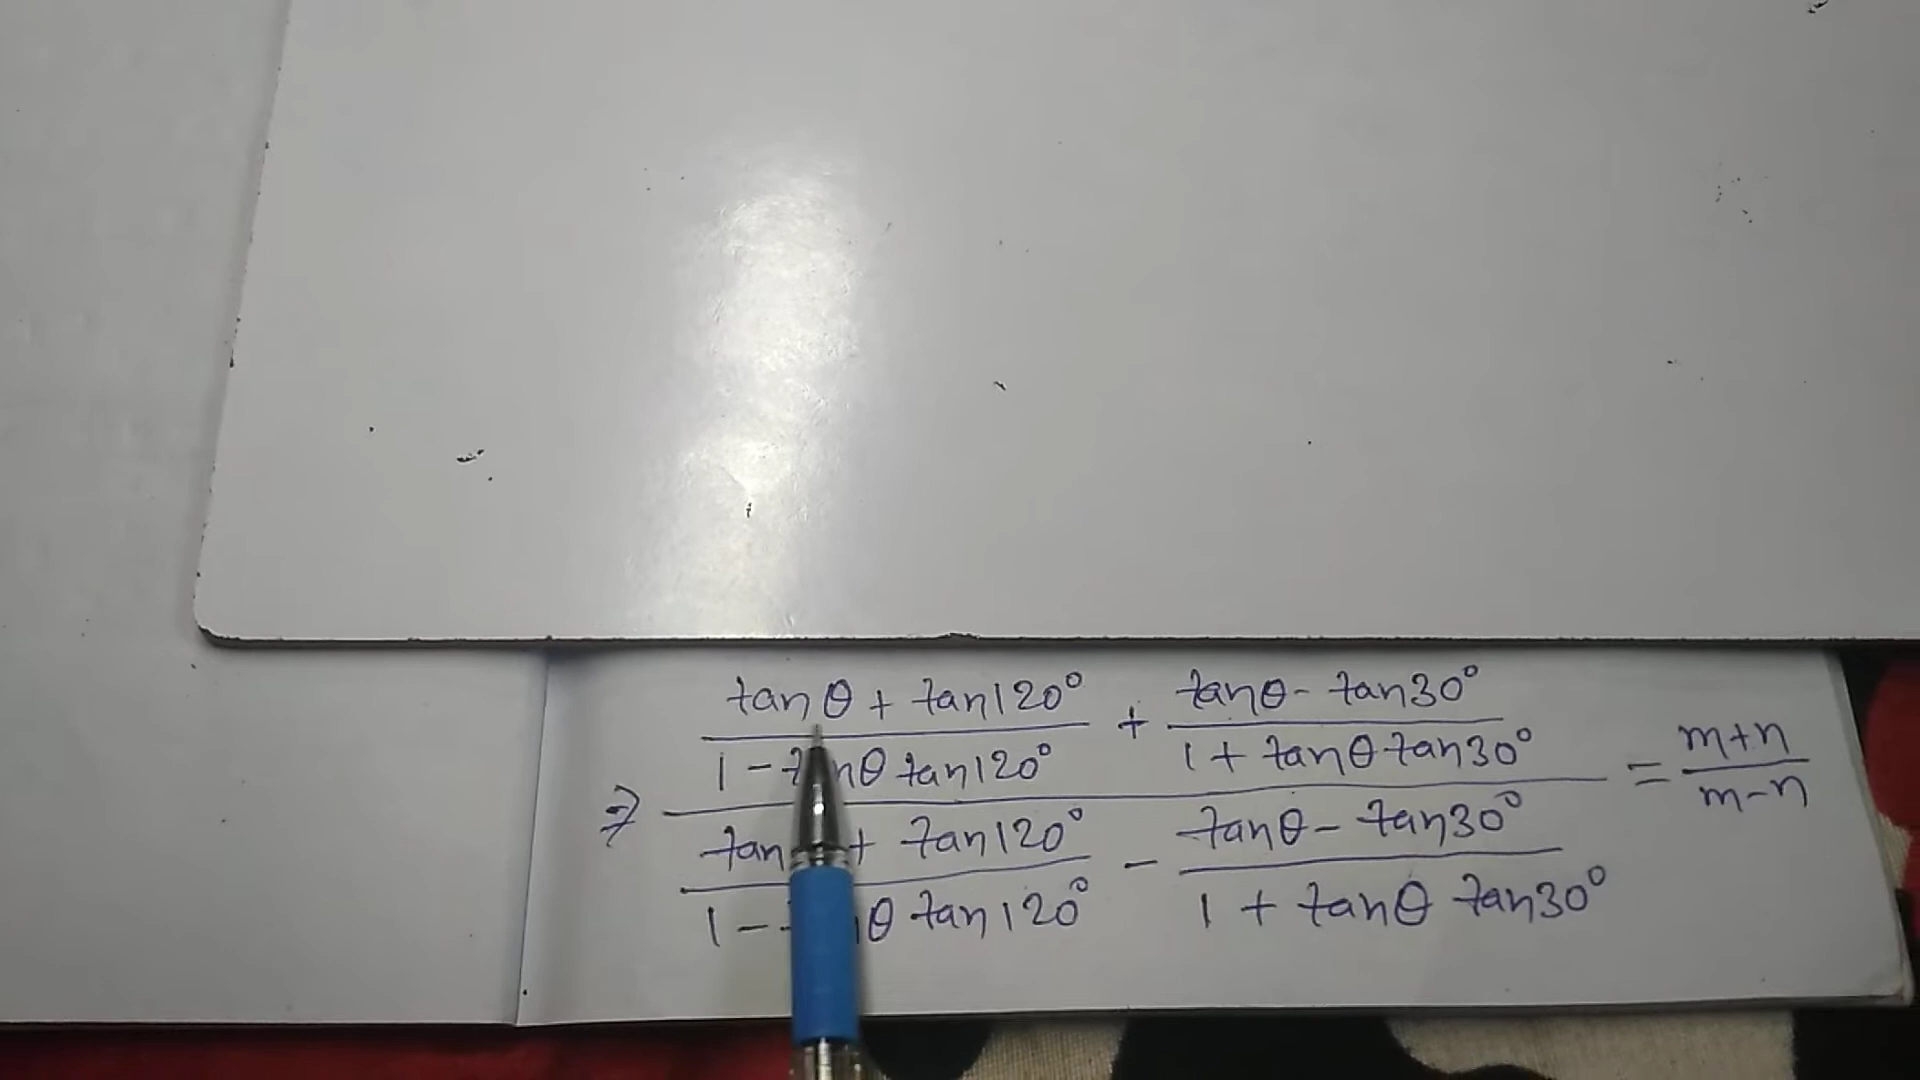 tanθ + tan120° / 1 - tanθ tan120° + tanθ - tan30° / 1 + tanθ tan30°
⇒ = m+n / m-n
tan + tan120° / 1 - θ tan120° - tanθ - tan30° / 1 + tanθ tan30°